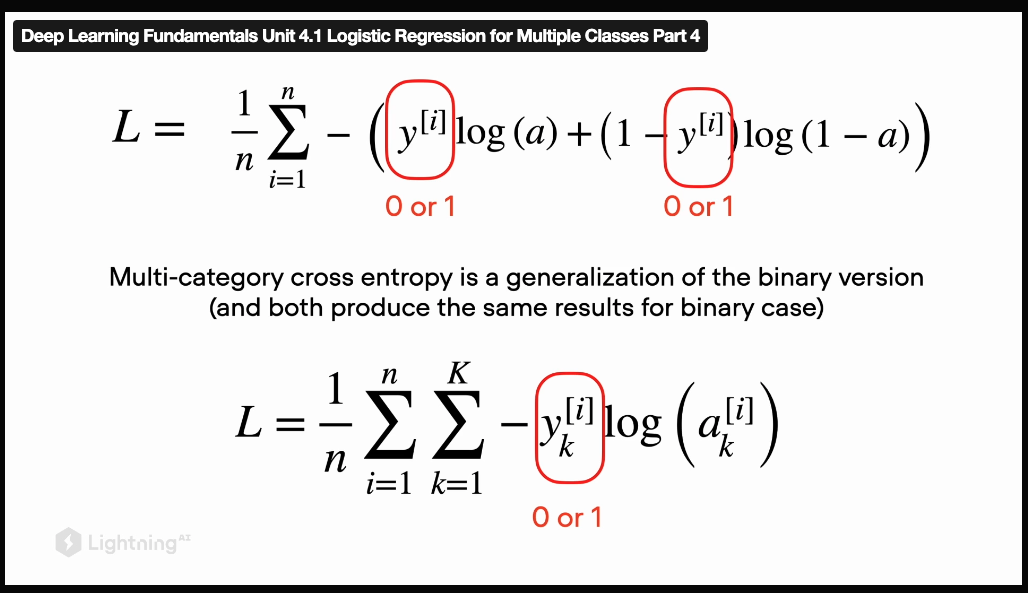 Deep Learning Fundamentals Unit 4.1 Logistic Regression for Multiple Classes Part 4
L = \frac{1}{n} \sum_{i=1}^{n} - \left( y^{[i]} \log(a) + (1 - y^{[i]}) \log(1 - a) \right)
0 or 1 0 or 1
Multi-category cross entropy is a generalization of the binary version
(and both produce the same results for binary case)
L = \frac{1}{n} \sum_{i=1}^{n} \sum_{k=1}^{K} - y_k^{[i]} \log \left( a_k^{[i]} \right)
0 or 1
Lightning AI